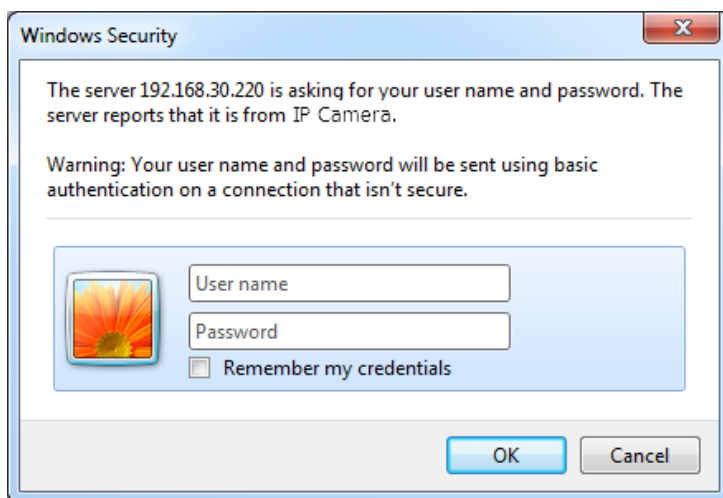 Windows Security
The server 192.168.30.220 is asking for your user name and password. The
server reports that it is from IP Camera.
Warning: Your user name and password will be sent using basic
authentication on a connection that isn't secure.
User name
Password
Remember my credentials
OK
Cancel